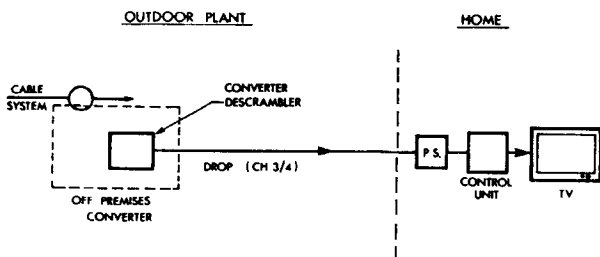 OUTDOOR PLANT
HOME
CABLE
SYSTEM
CONVERTER
DESCRAMBLER
DROP (CH 3/4)
P.S.
CONTROL
UNIT
TV
OFF PREMISES
CONVERTER